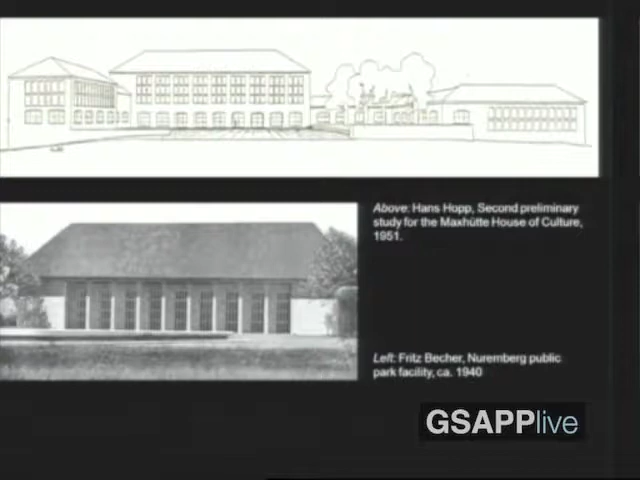 Above: Hans Hopp, Second preliminary
study for the Maxhütte House of Culture,
1951.
Left: Fritz Becher, Nuremberg public
park facility, ca. 1940
GSAPPlive